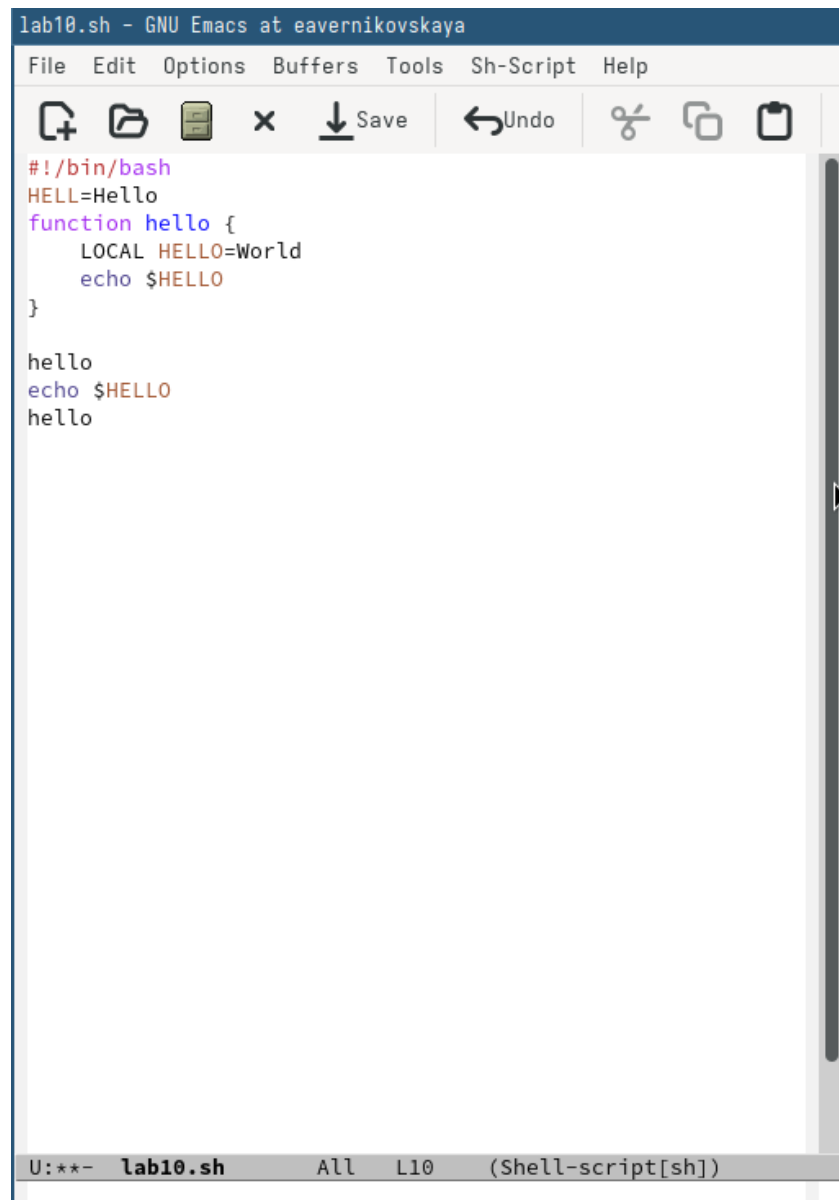 lab10.sh - GNU Emacs at eavernikovskaya
File Edit Options Buffers Tools Sh-Script Help
Save Undo
#!/bin/bash
HELL=Hello
function hello {
    LOCAL HELLO=World
    echo $HELLO
}
hello
echo $HELLO
hello
U:**- lab10.sh All L10 (Shell-script[sh])